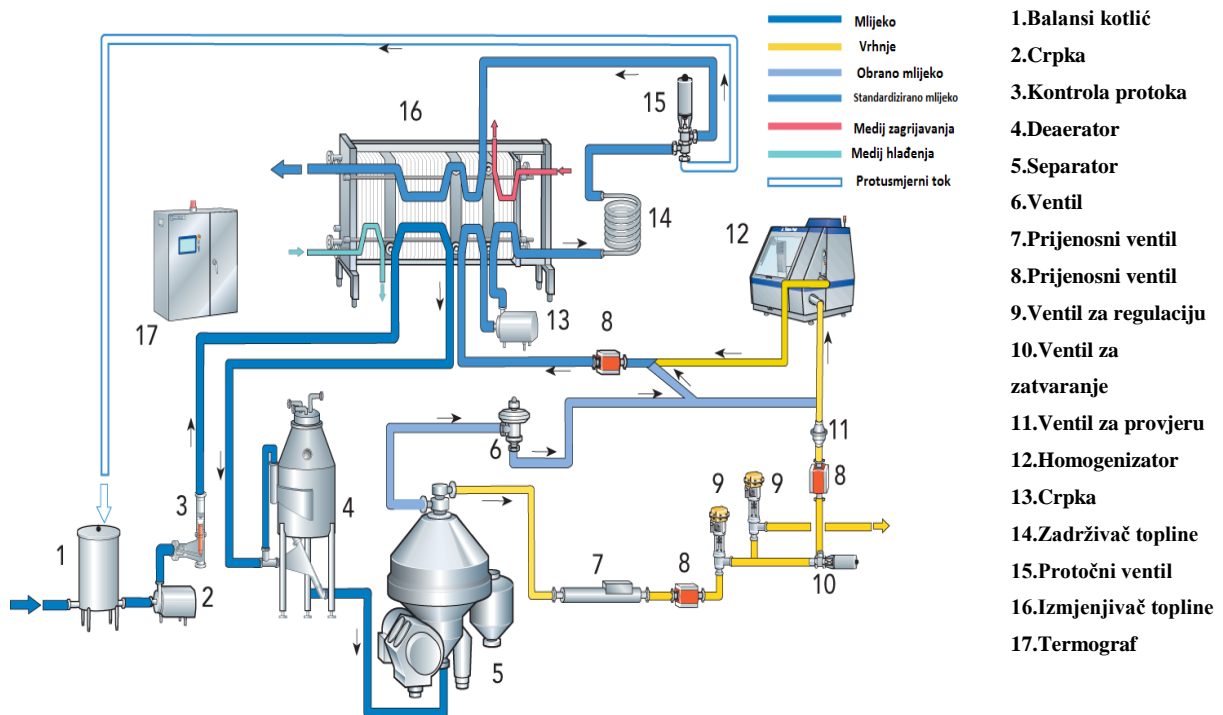 Mlijeko
Vrhnje
Obrano mlijeko
Standardizirano mlijeko
Medij zagrijavanja
Medij hlađenja
Protusmjerni tok
1.Balansi kotlić
2.Crpka
3.Kontrola protoka
4.Deaerator
5.Separator
6.Ventil
7.Prijenosni ventil
8.Prijenosni ventil
9.Ventil za regulaciju
10.Ventil za
zatvaranje
11.Ventil za provjeru
12.Homogenizator
13.Crpka
14.Zadrživač topline
15.Protočni ventil
16.Izmjenjivač topline
17.Termograf
16
15
14
12
17
13
8
3
6
11
4
9
9
8
1
2
7
8
10
5